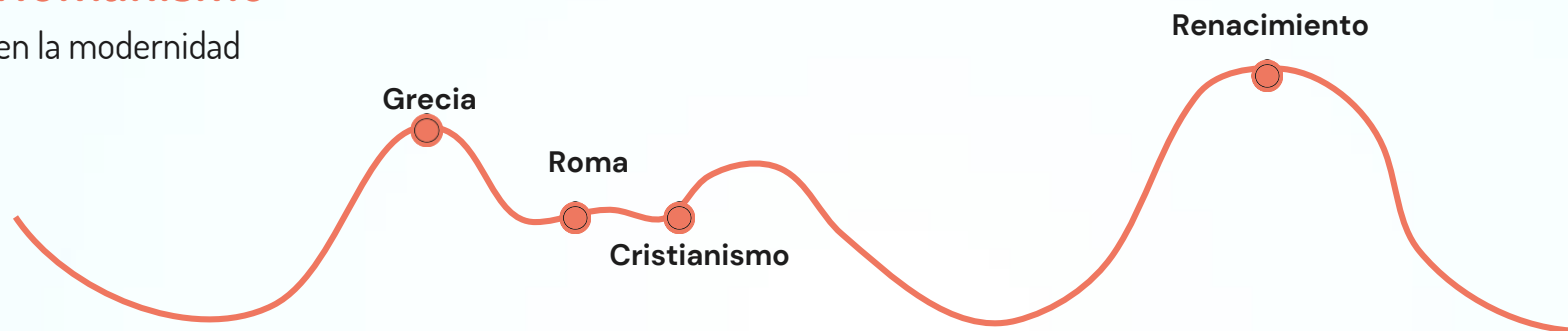 en la modernidad
Grecia
Roma
Cristianismo
Renacimiento